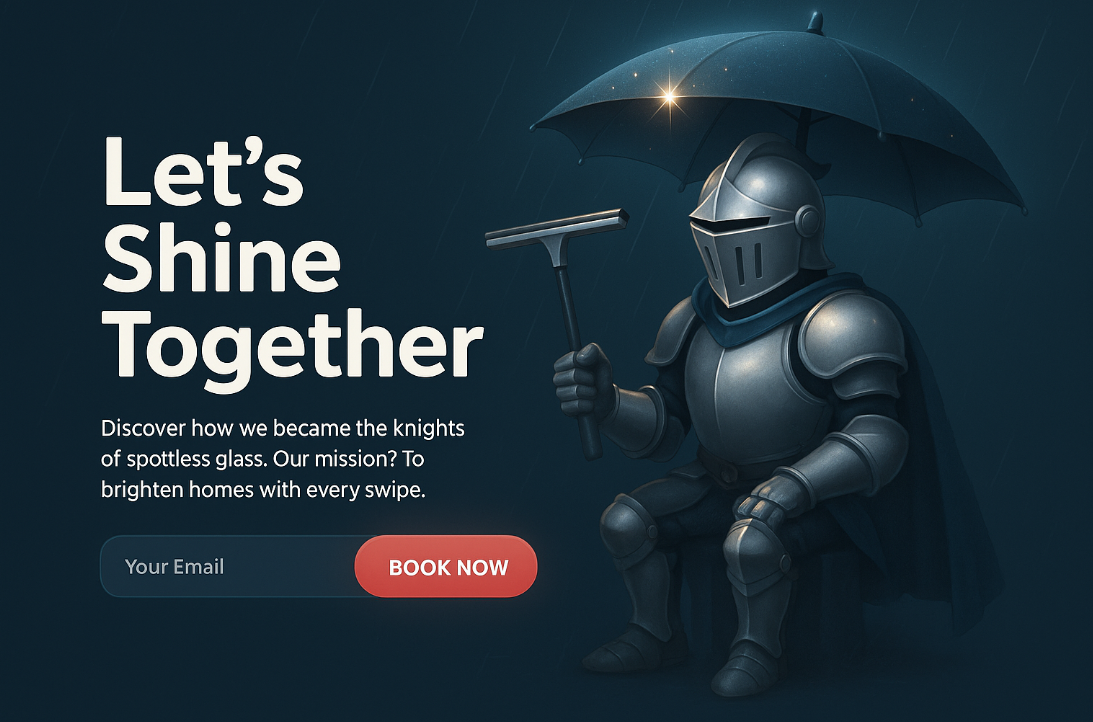 Let’s
Shine
Together
Discover how we became the knights
of spottless glass. Our mission? To
brighten homes with every swipe.
Your Email
BOOK NOW